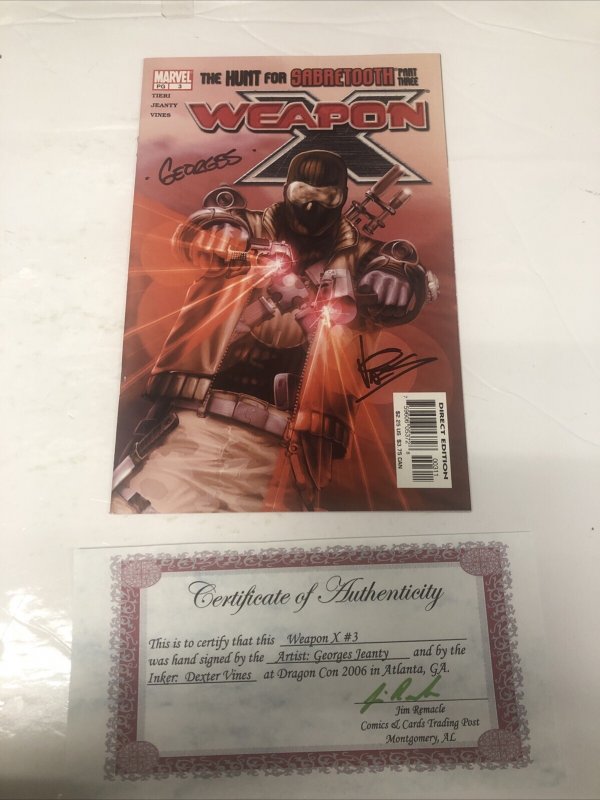 MARVEL
PG 3
TIERI
JEANTY
VINES
THE HUNT FOR SABRETOOTH PART THREE
WEAPON X
GEORGES
DIRECT EDITION
00311
$2.25 US $3.75 CAN
Certificate of Authenticity
This is to certify that this Weapon X #3
was hand signed by the Artist: Georges Jeanty and by the
Inker: Dexter Vines at Dragon Con 2006 in Atlanta, GA.
Jim Remacle
Comics & Cards Trading Post
Montgomery, AL